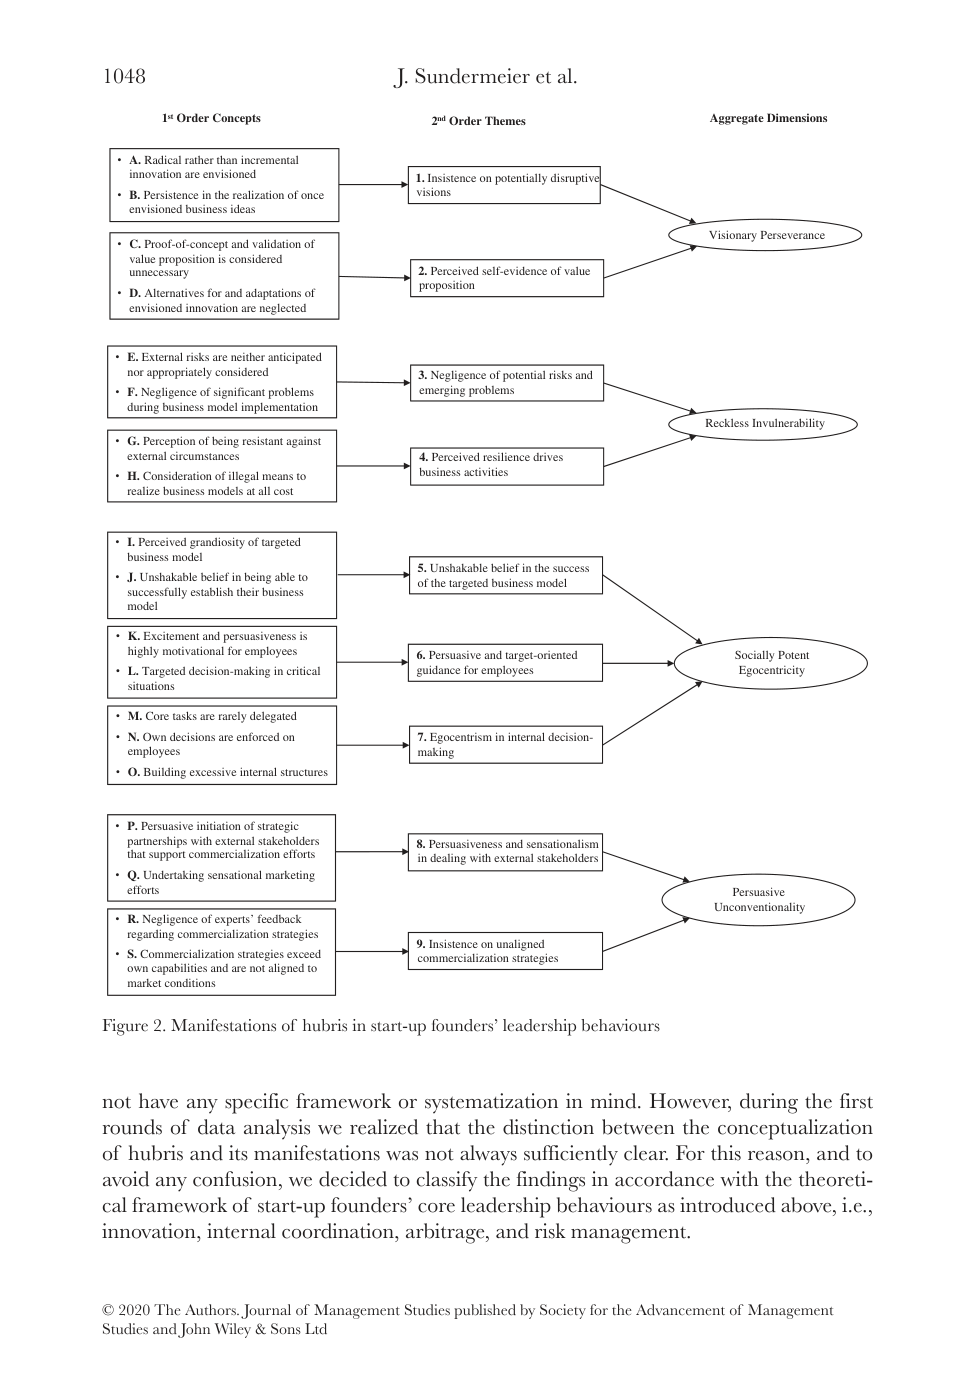 1048
J. Sundermeier et al.
1st Order Concepts
2nd Order Themes
Aggregate Dimensions
• A. Radical rather than incremental
innovation are envisioned
• B. Persistence in the realization of once
envisioned business ideas
1. Insistence on potentially disruptive
visions
Visionary Perseverance
• C. Proof-of-concept and validation of
value proposition is considered
unnecessary
• D. Alternatives for and adaptations of
envisioned innovation are neglected
2. Perceived self-evidence of value
proposition
• E. External risks are neither anticipated
nor appropriately considered
• F. Negligence of significant problems
during business model implementation
3. Negligence of potential risks and
emerging problems
Reckless Invulnerability
• G. Perception of being resistant against
external circumstances
• H. Consideration of illegal means to
realize business models at all cost
4. Perceived resilience drives
business activities
• I. Perceived grandiosity of targeted
business model
• J. Unshakable belief in being able to
successfully establish their business
model
5. Unshakable belief in the success
of the targeted business model
• K. Excitement and persuasiveness is
highly motivational for employees
• L. Targeted decision-making in critical
situations
6. Persuasive and target-oriented
guidance for employees
Socially Potent
Egocentricity
• M. Core tasks are rarely delegated
• N. Own decisions are enforced on
employees
• O. Building excessive internal structures
7. Egocentrism in internal decision-
making
• P. Persuasive initiation of strategic
partnerships with external stakeholders
that support commercialization efforts
• Q. Undertaking sensational marketing
efforts
8. Persuasiveness and sensationalism
in dealing with external stakeholders
Persuasive
Unconventionality
• R. Negligence of experts' feedback
regarding commercialization strategies
• S. Commercialization strategies exceed
own capabilities and are not aligned to
market conditions
9. Insistence on unaligned
commercialization strategies
Figure 2. Manifestations of hubris in start-up founders' leadership behaviours
not have any specific framework or systematization in mind. However, during the first
rounds of data analysis we realized that the distinction between the conceptualization
of hubris and its manifestations was not always sufficiently clear. For this reason, and to
avoid any confusion, we decided to classify the findings in accordance with the theoreti-
cal framework of start-up founders' core leadership behaviours as introduced above, i.e.,
innovation, internal coordination, arbitrage, and risk management.
© 2020 The Authors. Journal of Management Studies published by Society for the Advancement of Management
Studies and John Wiley & Sons Ltd